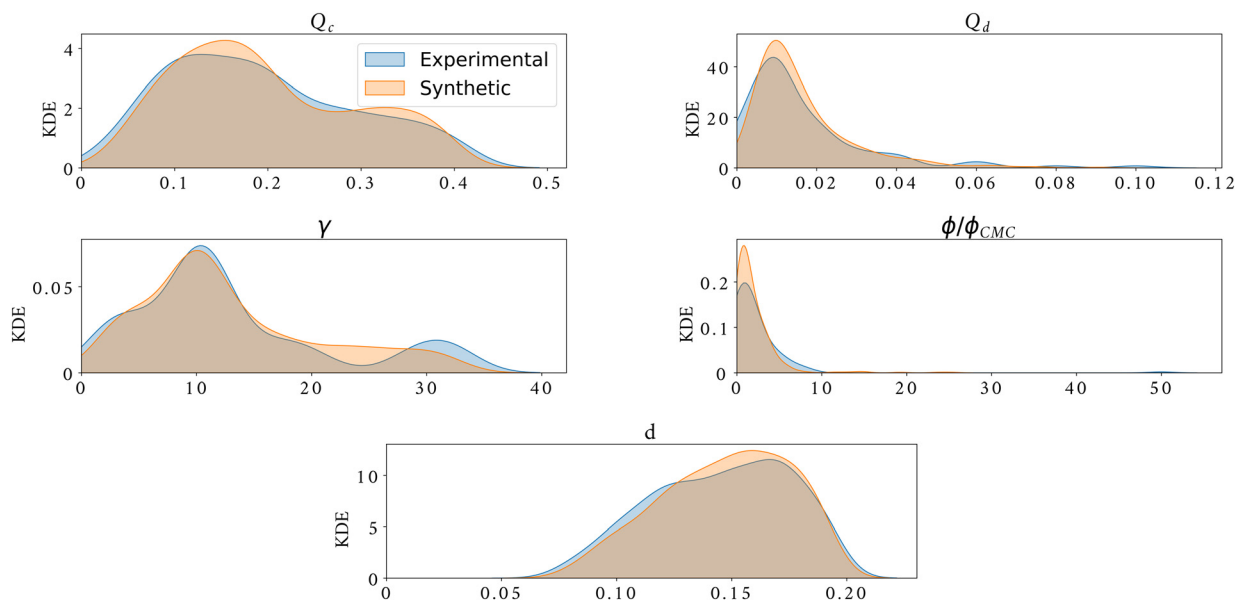 Q_c
KDE
4
2
0
0 0.1 0.2 0.3 0.4 0.5
Experimental
Synthetic
Q_d
KDE
40
20
0
0 0.02 0.04 0.06 0.08 0.10 0.12
γ
KDE
0.05
0
0 10 20 30 40
ϕ/ϕ_CMC
KDE
0.2
0.1
0
0 10 20 30 40 50
d
KDE
10
5
0
0 0.05 0.10 0.15 0.20